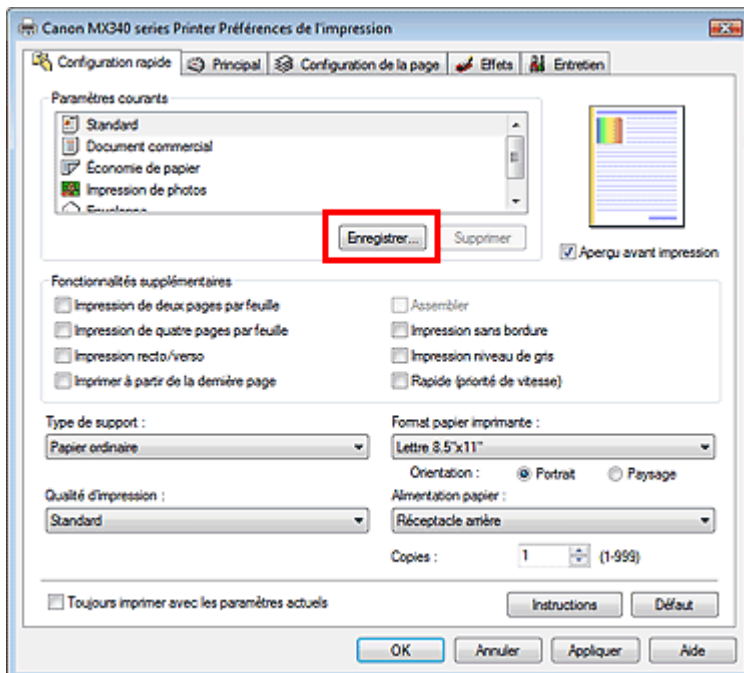 Canon MX340 series Printer Préférences de l'impression
Configuration rapide Principal Configuration de la page Effets Entretien
Paramètres courants
Standard
Document commercial
Économie de papier
Impression de photos
Enveloppe
Enregistrer... Supprimer
Aperçu avant impression
Fonctionnalités supplémentaires
Impression de deux pages par feuille Assembler
Impression de quatre pages par feuille Impression sans bordure
Impression recto/verso Impression niveau de gris
Imprimer à partir de la dernière page Rapide (priorité de vitesse)
Type de support : Format papier imprimante :
Papier ordinaire Lettre 8.5"x11"
Orientation : Portrait Paysage
Qualité d'impression : Alimentation papier :
Standard Réceptacle arrière
Copies : 1 (1-999)
Toujours imprimer avec les paramètres actuels Instructions Défaut
OK Annuler Appliquer Aide